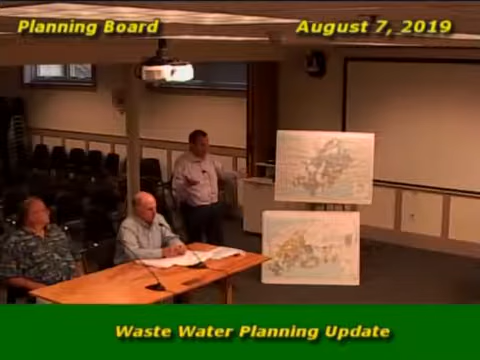 Planning Board
August 7, 2019
Waste Water Planning Update